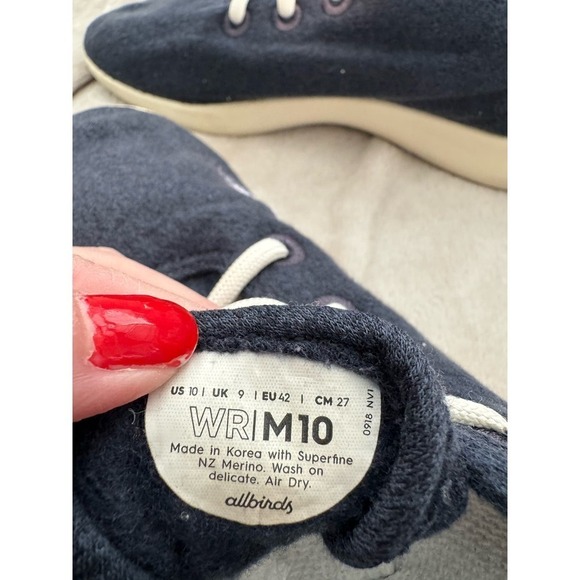 US 10 | UK 9 | EU 42 | CM 27
WR|M10
Made in Korea with Superfine
NZ Merino. Wash on
delicate. Air Dry.
allbirds
0918 NV1